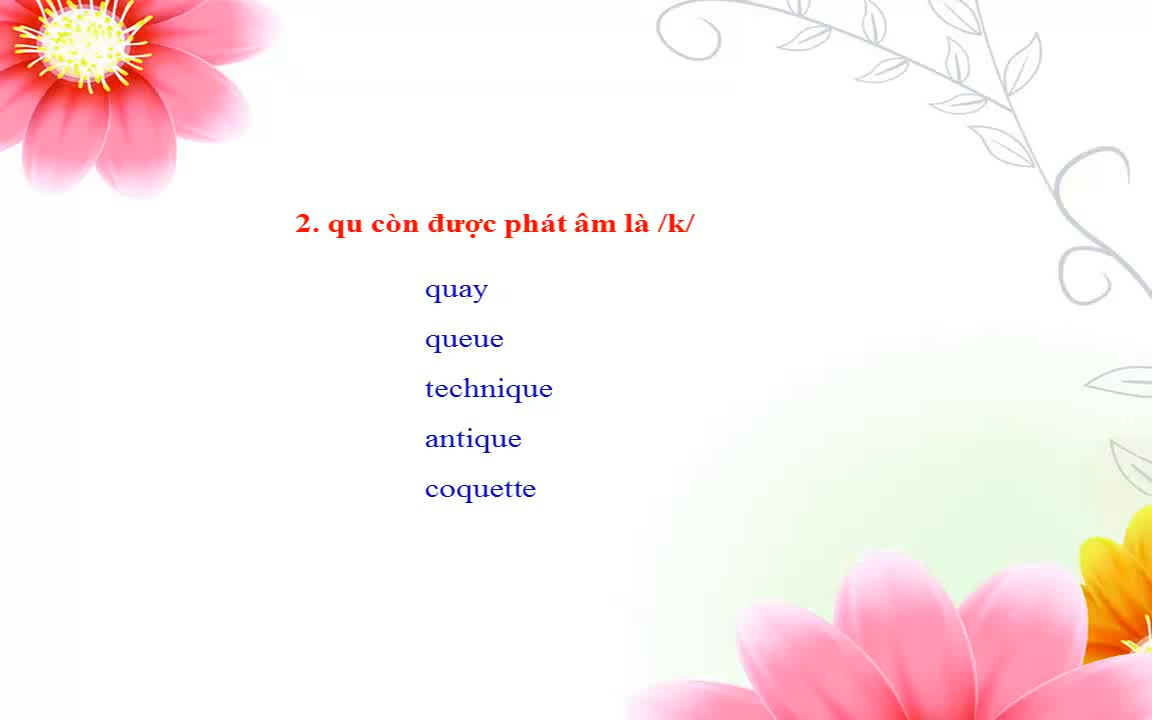 2. qu còn được phát âm là /k/
quay
queue
technique
antique
coquette